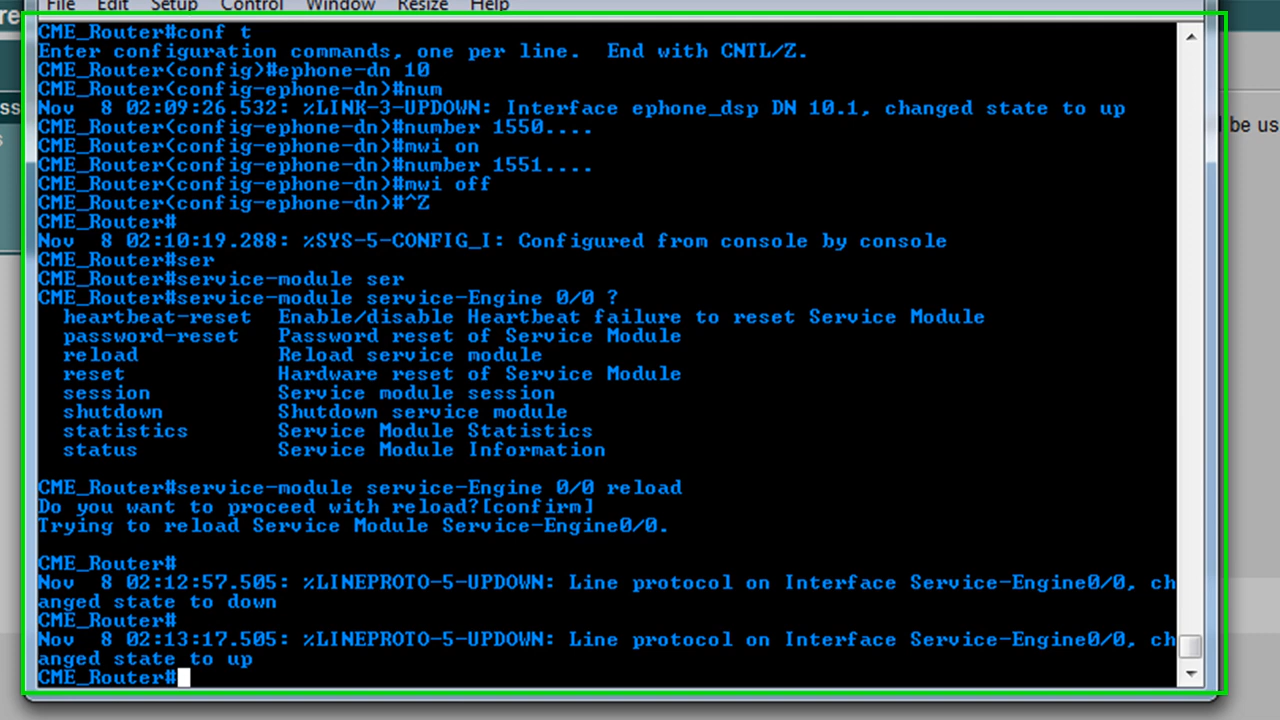 File Edit Setup Control Window Resize Help
CME_Router#conf t
Enter configuration commands, one per line.  End with CNTL/Z.
CME_Router(config)#ephone-dn 10
CME_Router(config-ephone-dn)#num
Nov  8 02:09:26.532: %LINK-3-UPDOWN: Interface ephone_dsp DN 10.1, changed state to up
CME_Router(config-ephone-dn)#number 1550....
CME_Router(config-ephone-dn)#mwi on
CME_Router(config-ephone-dn)#number 1551....
CME_Router(config-ephone-dn)#mwi off
CME_Router(config-ephone-dn)#^Z
CME_Router#
Nov  8 02:10:19.288: %SYS-5-CONFIG_I: Configured from console by console
CME_Router#ser
CME_Router#service-module ser
CME_Router#service-module service-Engine 0/0 ?
heartbeat-reset  Enable/disable Heartbeat failure to reset Service Module
password-reset   Password reset of Service Module
reload           Reload service module
reset            Hardware reset of Service Module
session          Service module session
shutdown         Shutdown service module
statistics       Service Module Statistics
status           Service Module Information
CME_Router#service-module service-Engine 0/0 reload
Do you want to proceed with reload?[confirm]
Trying to reload Service Module Service-Engine0/0.
CME_Router#
Nov  8 02:12:57.505: %LINEPROTO-5-UPDOWN: Line protocol on Interface Service-Engine0/0, ch
anged state to down
CME_Router#
Nov  8 02:13:17.505: %LINEPROTO-5-UPDOWN: Line protocol on Interface Service-Engine0/0, ch
anged state to up
CME_Router#
be us